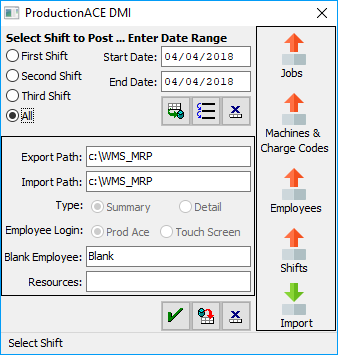 ProductionACE DMI
Select Shift to Post ... Enter Date Range
First Shift
Second Shift
Third Shift
All
Start Date: 04/04/2018
End Date: 04/04/2018
Export Path: c:\WMS_MRP
Import Path: c:\WMS_MRP
Type: Summary Detail
Employee Login: Prod Ace Touch Screen
Blank Employee: Blank
Resources:
Jobs
Machines &
Charge Codes
Employees
Shifts
Import
Select Shift